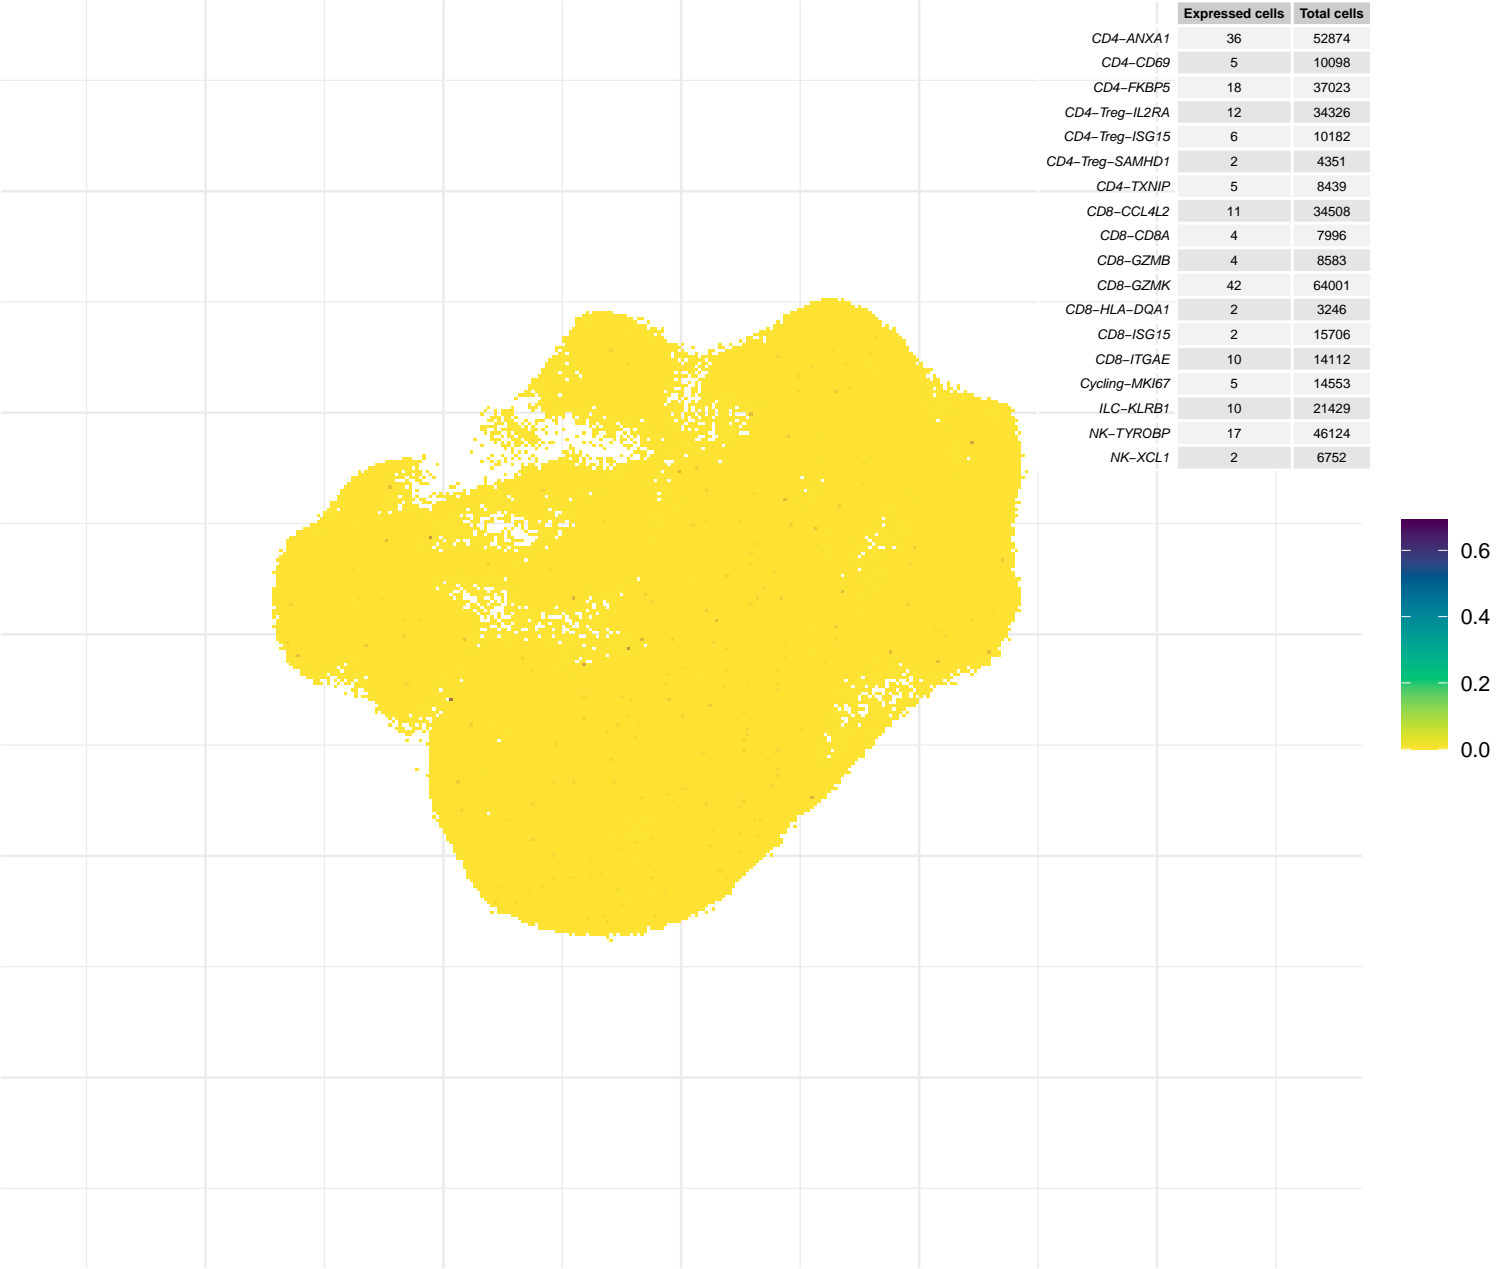 Expressed cells Total cells
CD4−ANXA1 36 52874
CD4−CD69 5 10098
CD4−FKBP5 18 37023
CD4−Treg−IL2RA 12 34326
CD4−Treg−ISG15 6 10182
CD4−Treg−SAMHD1 2 4351
CD4−TXNIP 5 8439
CD8−CCL4L2 11 34508
CD8−CD8A 4 7996
CD8−GZMB 4 8583
CD8−GZMK 42 64001
CD8−HLA−DQA1 2 3246
CD8−ISG15 2 15706
CD8−ITGAE 10 14112
Cycling−MKI67 5 14553
ILC−KLRB1 10 21429
NK−TYROBP 17 46124
NK−XCL1 2 6752
0.6
0.4
0.2
0.0